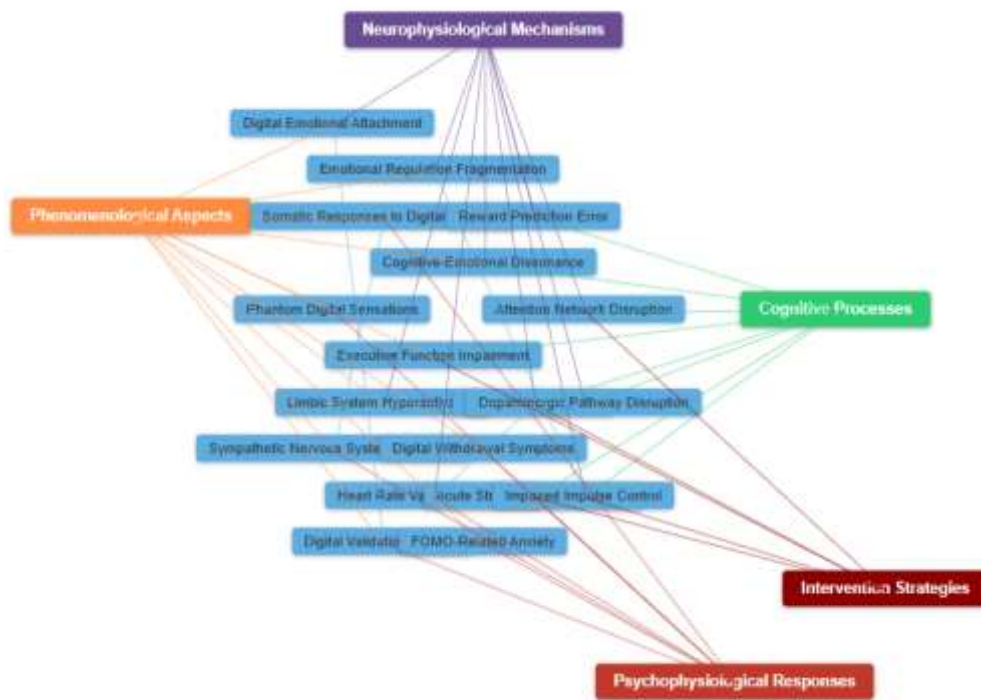 Neurophysiological Mechanisms
Digital Emotional Attachment
Emotional Regulation Fragmentation
Phenomenological Aspects
Somatic Responses to Digital
Reward Prediction Error
Cognitive-Emotional Dissonance
Phantom Digital Sensations
Attention Network Disruption
Cognitive Processes
Executive Function Impairment
Limbic System Hyperactiva
Dopaminergic Pathway Disruption
Sympathetic Nervous Syste
Digital Withdrawal Symptoms
Heart Rate Va
Acute St
Impaired Impulse Control
Digital Validatio
FOMO-Related Anxiety
Intervention Strategies
Psychophysiological Responses